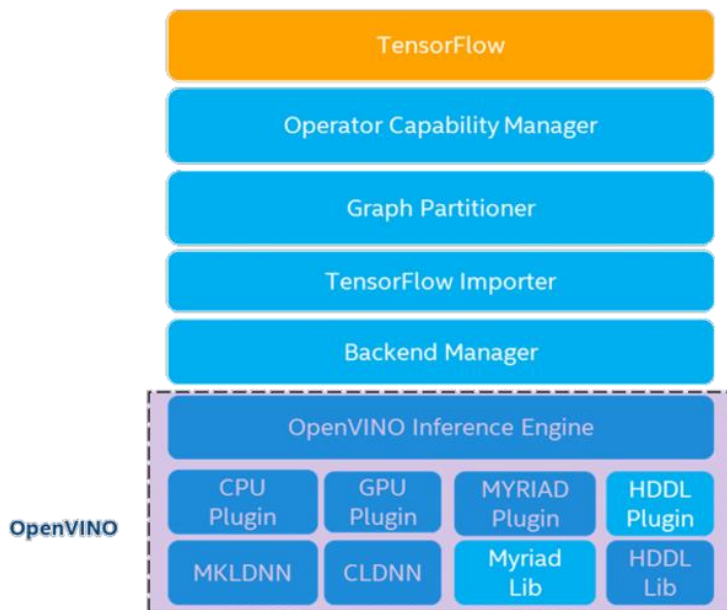 TensorFlow
Operator Capability Manager
Graph Partitioner
TensorFlow Importer
Backend Manager
OpenVINO Inference Engine
CPU
Plugin
GPU
Plugin
MYRIAD
Plugin
HDDL
Plugin
OpenVINO
MKLDNN
CLDNN
Myriad
Lib
HDDL
Lib